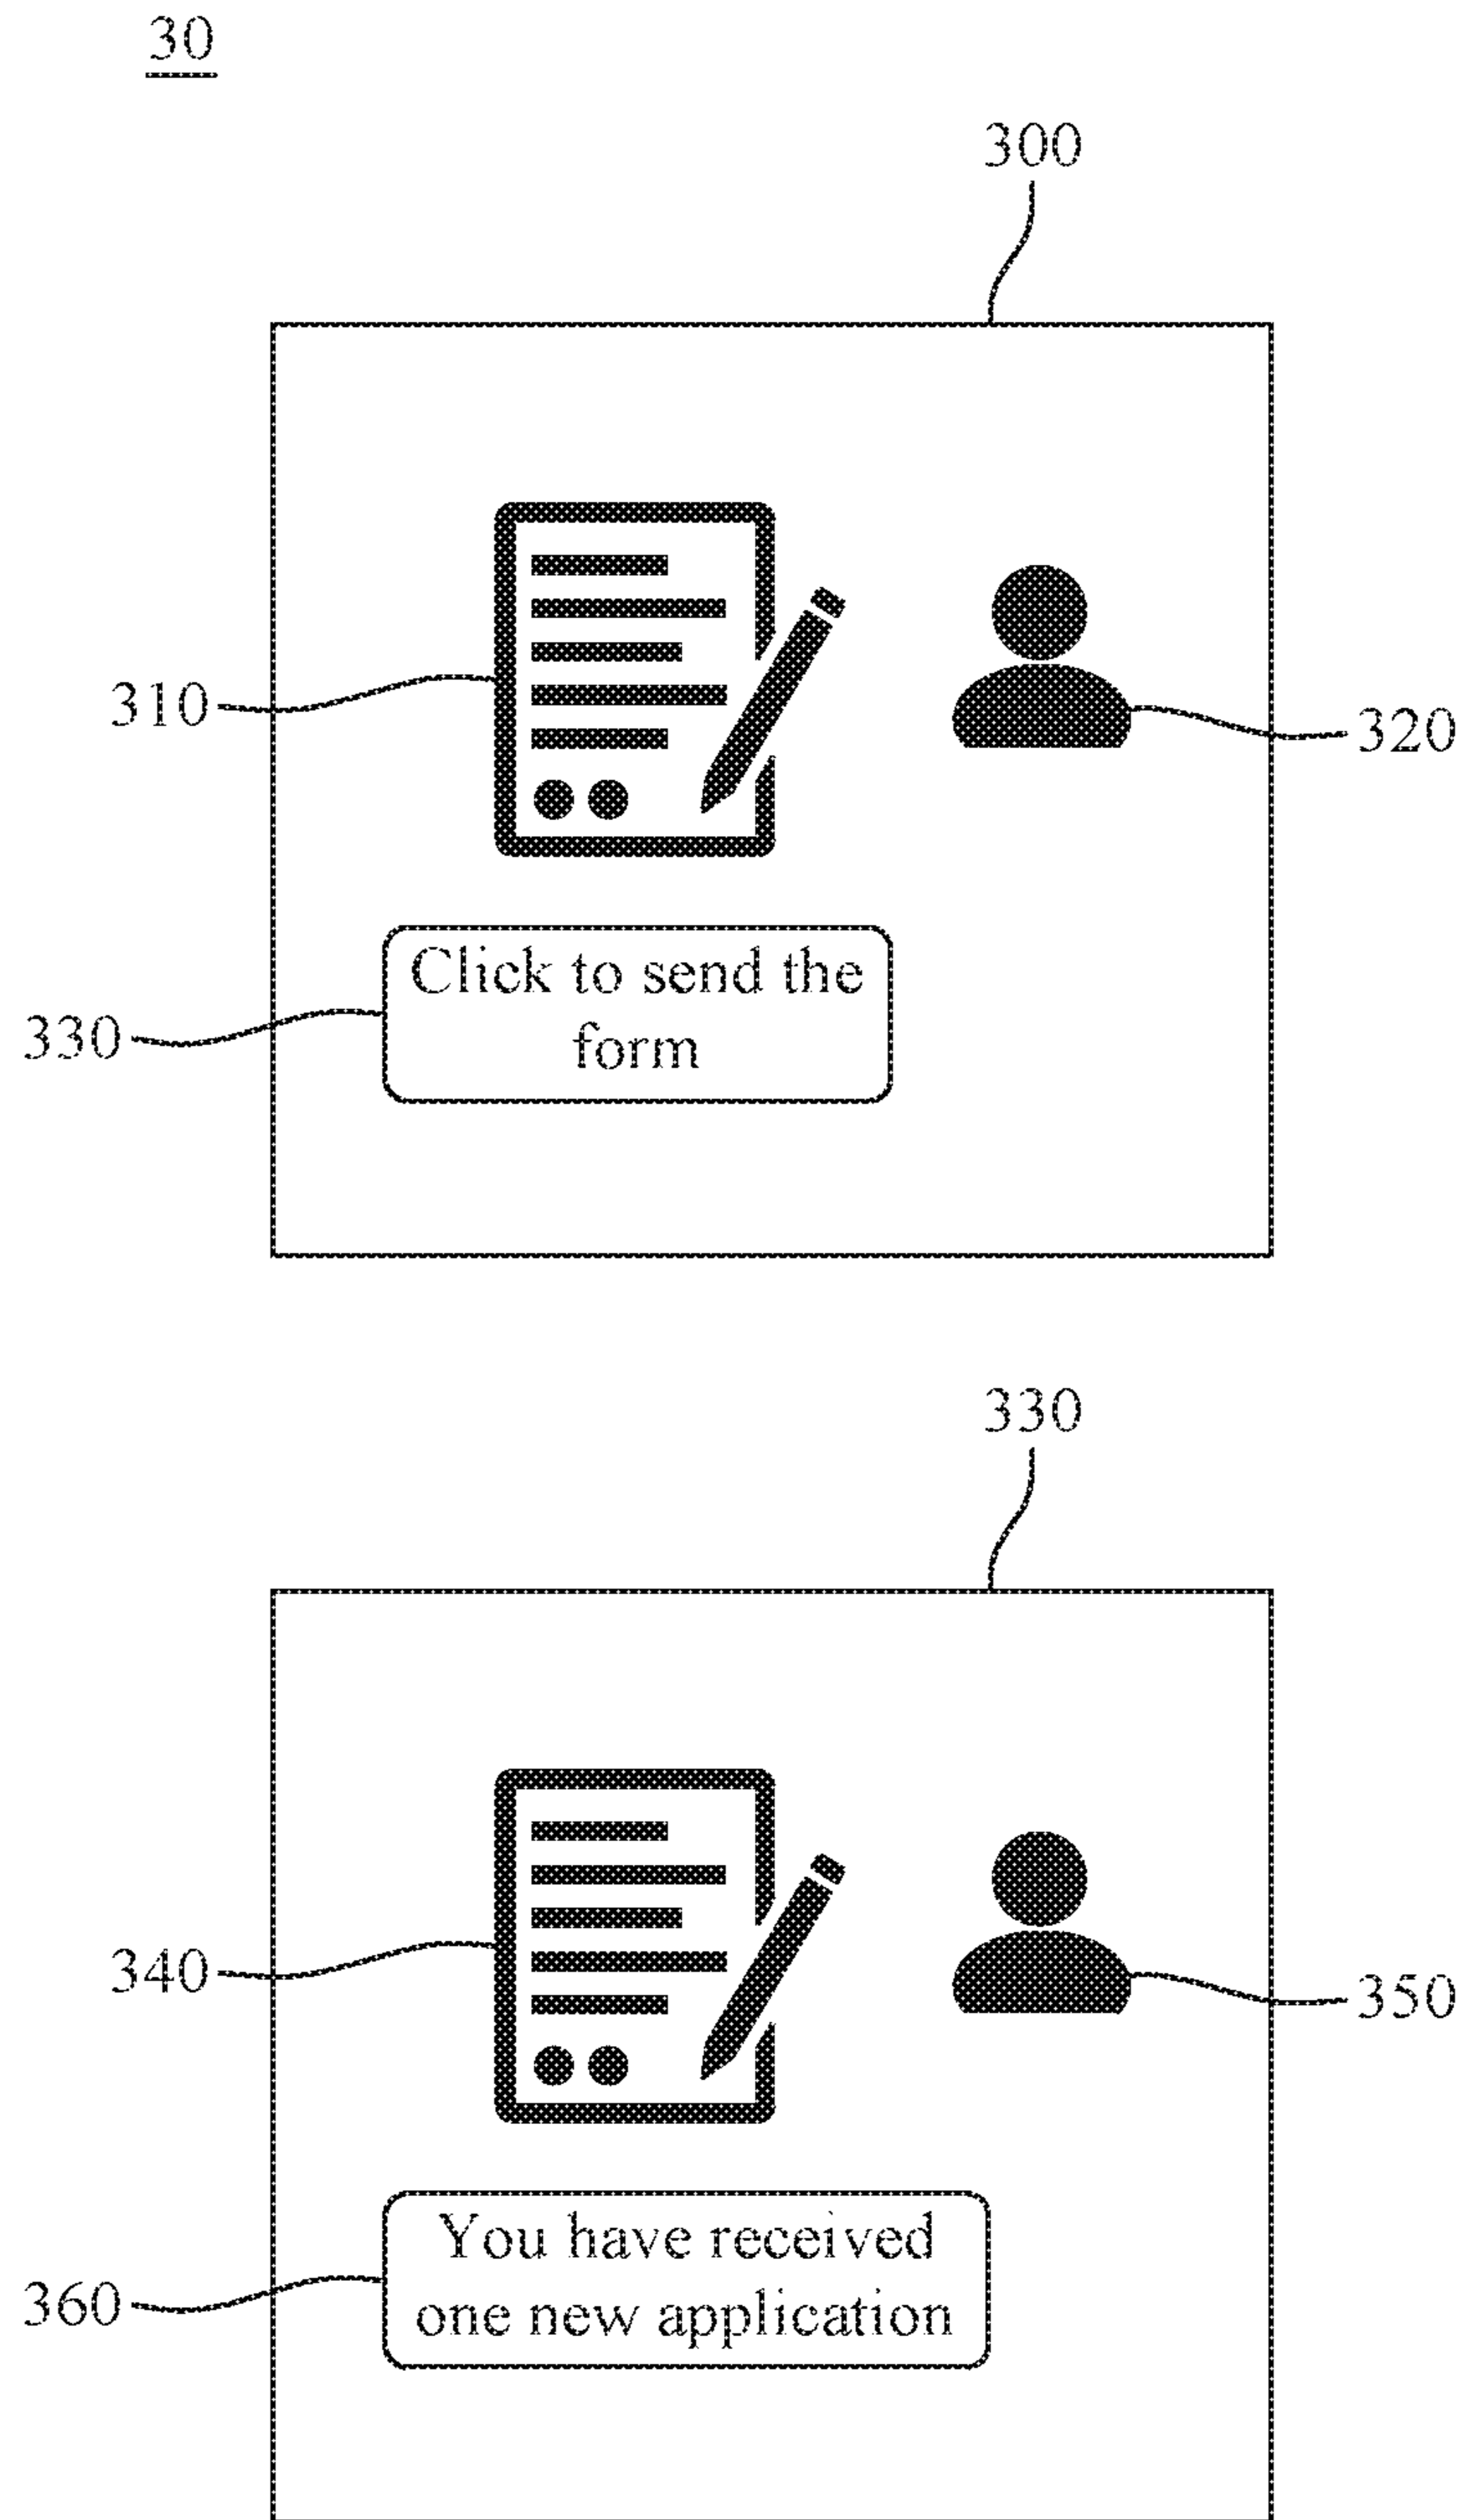 30
300
310
320
Click to send the
form
330
330
340
350
You have received
one new application
360